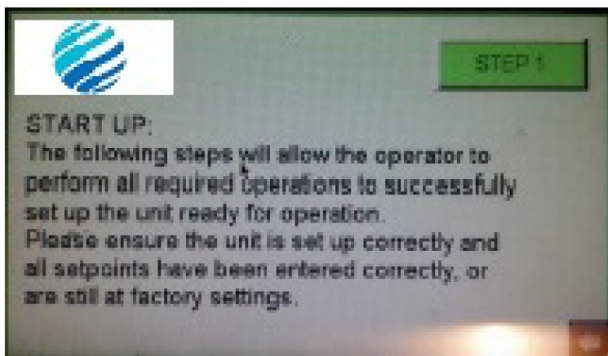 STEP 1
START UP:
The following steps will allow the operator to
perform all required operations to successfully
set up the unit ready for operation.
Please ensure the unit is set up correctly and
all setpoints have been entered correctly, or
are still at factory settings.